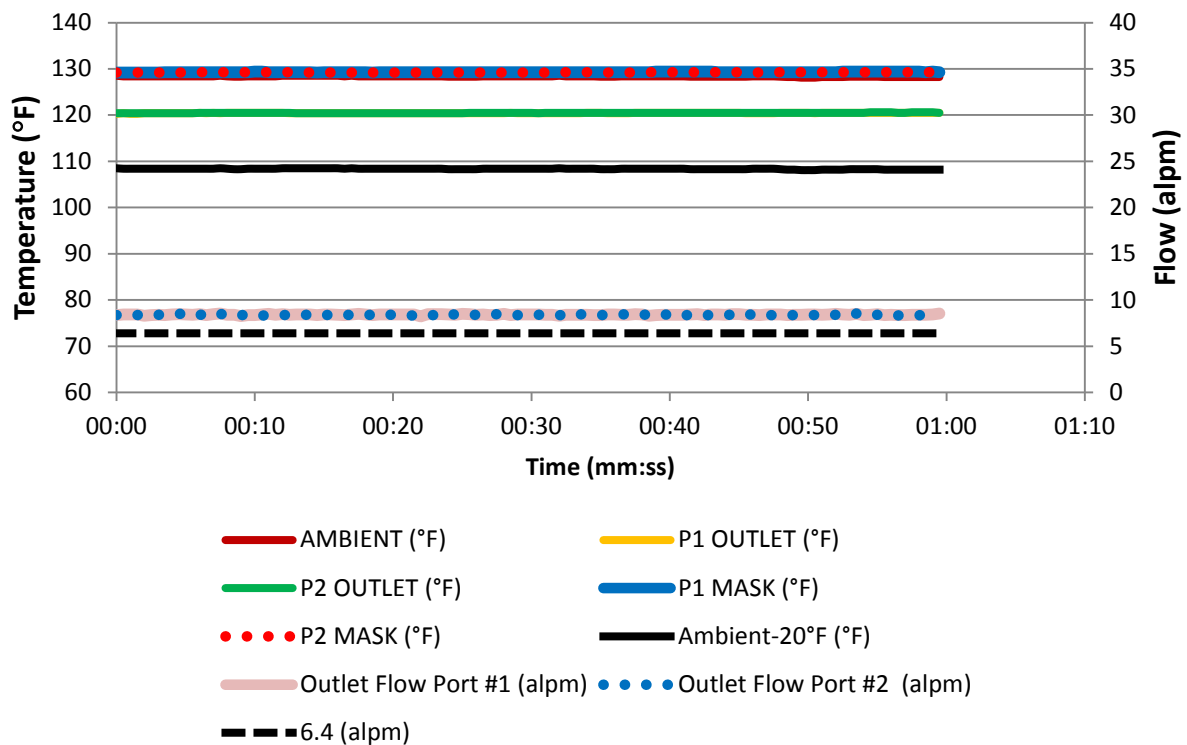 140
130
120
110
100
90
80
70
60
Temperature (°F)
40
35
30
25
20
15
10
5
0
Flow (alpm)
00:00 00:10 00:20 00:30 00:40 00:50 01:00 01:10
Time (mm:ss)
AMBIENT (°F) P1 OUTLET (°F)
P2 OUTLET (°F) P1 MASK (°F)
P2 MASK (°F) Ambient-20°F (°F)
Outlet Flow Port #1 (alpm) Outlet Flow Port #2 (alpm)
6.4 (alpm)